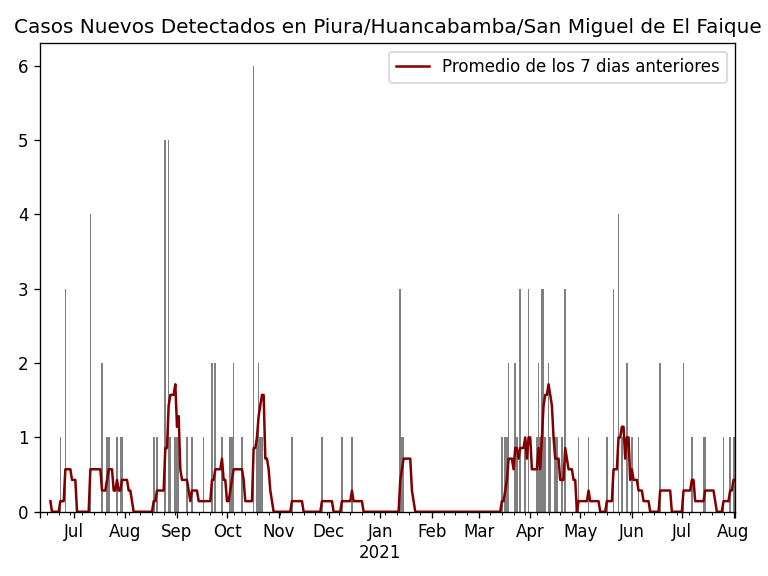 Casos Nuevos Detectados en Piura/Huancabamba/San Miguel de El Faique
Promedio de los 7 dias anteriores
6
5
4
3
2
1
0
Jul Aug Sep Oct Nov Dec Jan Feb Mar Apr May Jun Jul Aug
2021